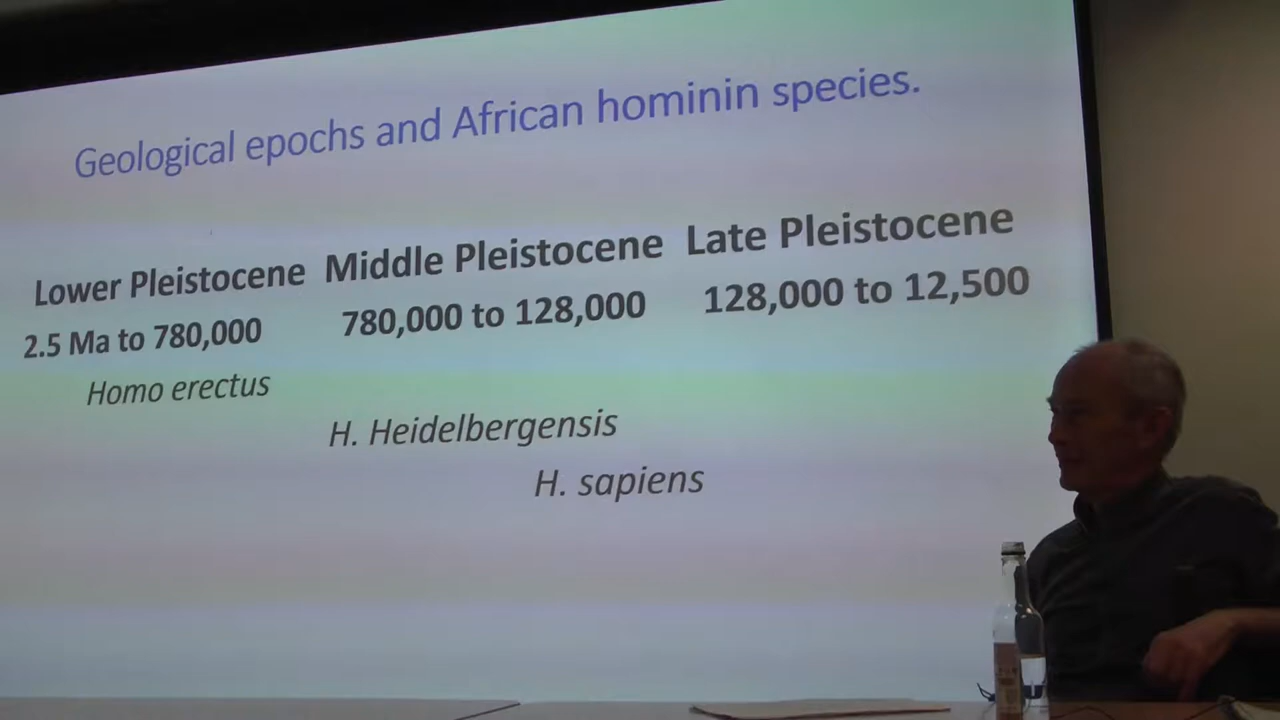 Geological epochs and African hominin species.
Lower Pleistocene Middle Pleistocene Late Pleistocene
2.5 Ma to 780,000 780,000 to 128,000 128,000 to 12,500
Homo erectus
H. Heidelbergensis
H. sapiens